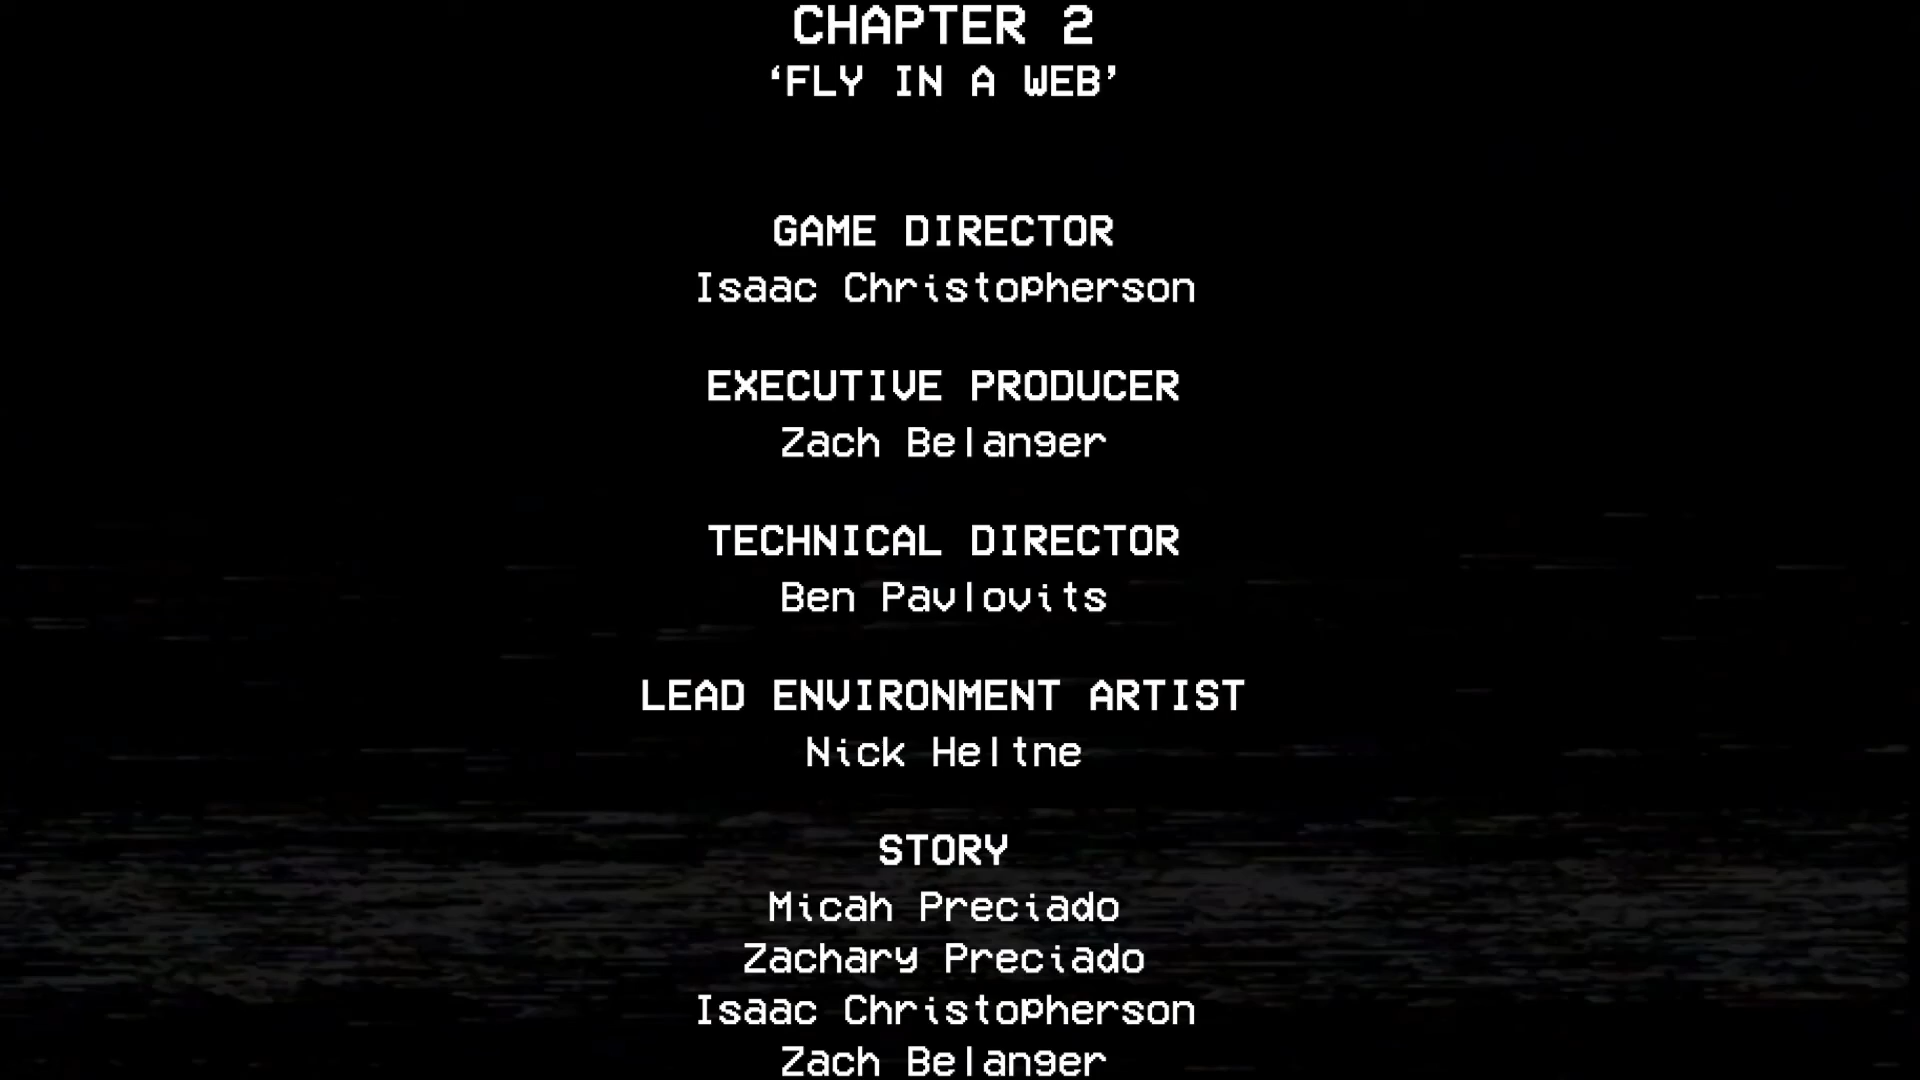 CHAPTER 2
‘FLY IN A WEB’
GAME DIRECTOR
Isaac Christopherson
EXECUTIVE PRODUCER
Zach Belanger
TECHNICAL DIRECTOR
Ben Pavlovits
LEAD ENVIRONMENT ARTIST
Nick Heltne
STORY
Micah Preciado
Zachary Preciado
Isaac Christopherson
Zach Belanger